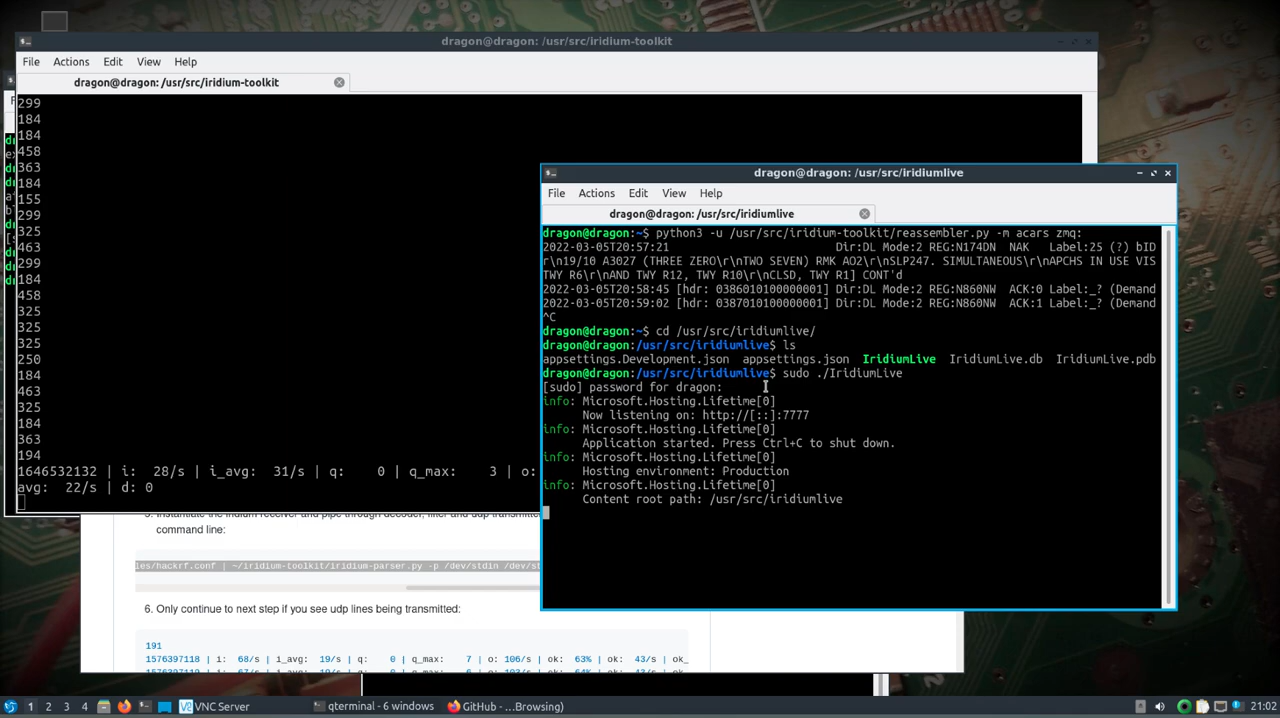 dragon@dragon: /usr/src/iridium-toolkit
File Actions Edit View Help
dragon@dragon: /usr/src/iridium-toolkit
299
184
184
458
363
184
155
299
325
463
299
184
458
325
325
325
250
184
463
325
184
363
194
1646532132 | i: 28/s | i_avg: 31/s | q: 0 | q_max: 3 | o:
avg: 22/s | d: 0
dragon@dragon: /usr/src/iridiumlive
File Actions Edit View Help
dragon@dragon: /usr/src/iridiumlive
dragon@dragon:~$ python3 -u /usr/src/iridium-toolkit/reassembler.py -m acars zmq:
2022-03-05T20:57:21 Dir:DL Mode:2 REG:N174DN NAK Label:25 (?) bID
r\n19/10 A3027 (THREE ZERO\r\nTWO SEVEN) RMK AO2\r\nSLP247. SIMULTANEOUS\r\nAPCHS IN USE VIS
TWY R6\r\nAND TWY R12, TWY R10\r\nCLSD, TWY R1] CONT'd
2022-03-05T20:58:45 [hdr: 0386010100000001] Dir:DL Mode:2 REG:N860NW ACK:0 Label:_? (Demand
2022-03-05T20:59:02 [hdr: 0387010100000001] Dir:DL Mode:2 REG:N860NW ACK:1 Label:_? (Demand
^C
dragon@dragon:~$ cd /usr/src/iridiumlive/
dragon@dragon:/usr/src/iridiumlive$ ls
appsettings.Development.json appsettings.json IridiumLive IridiumLive.db IridiumLive.pdb
dragon@dragon:/usr/src/iridiumlive$ sudo ./IridiumLive
[sudo] password for dragon:
info: Microsoft.Hosting.Lifetime[0]
Now listening on: http://[::]:7777
info: Microsoft.Hosting.Lifetime[0]
Application started. Press Ctrl+C to shut down.
info: Microsoft.Hosting.Lifetime[0]
Hosting environment: Production
info: Microsoft.Hosting.Lifetime[0]
Content root path: /usr/src/iridiumlive
command line:
les/hackrf.conf | ~/iridium-toolkit/iridium-parser.py -p /dev/stdin /dev/st
6. Only continue to next step if you see udp lines being transmitted:
191
1576397118 | i: 68/s | i_avg: 19/s | q: 0 | q_max: 7 | o: 106/s | ok: 63% | ok: 43/s | ok_
1 2 3 4 VNC Server qterminal - 6 windows GitHub - ...Browsing) 21:02